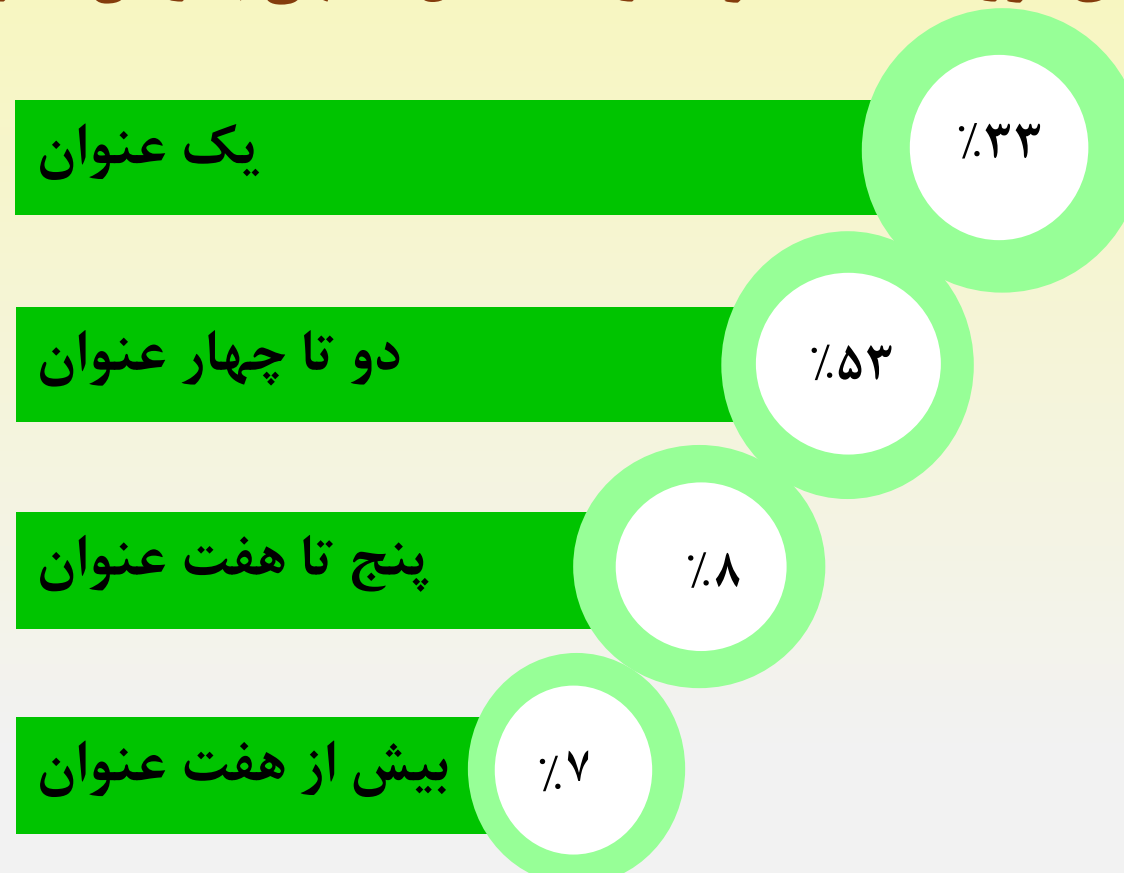 یک عنوان
٪۳۳
دو تا چهار عنوان
٪۵۳
پنج تا هفت عنوان
٪۸
بیش از هفت عنوان
٪۷